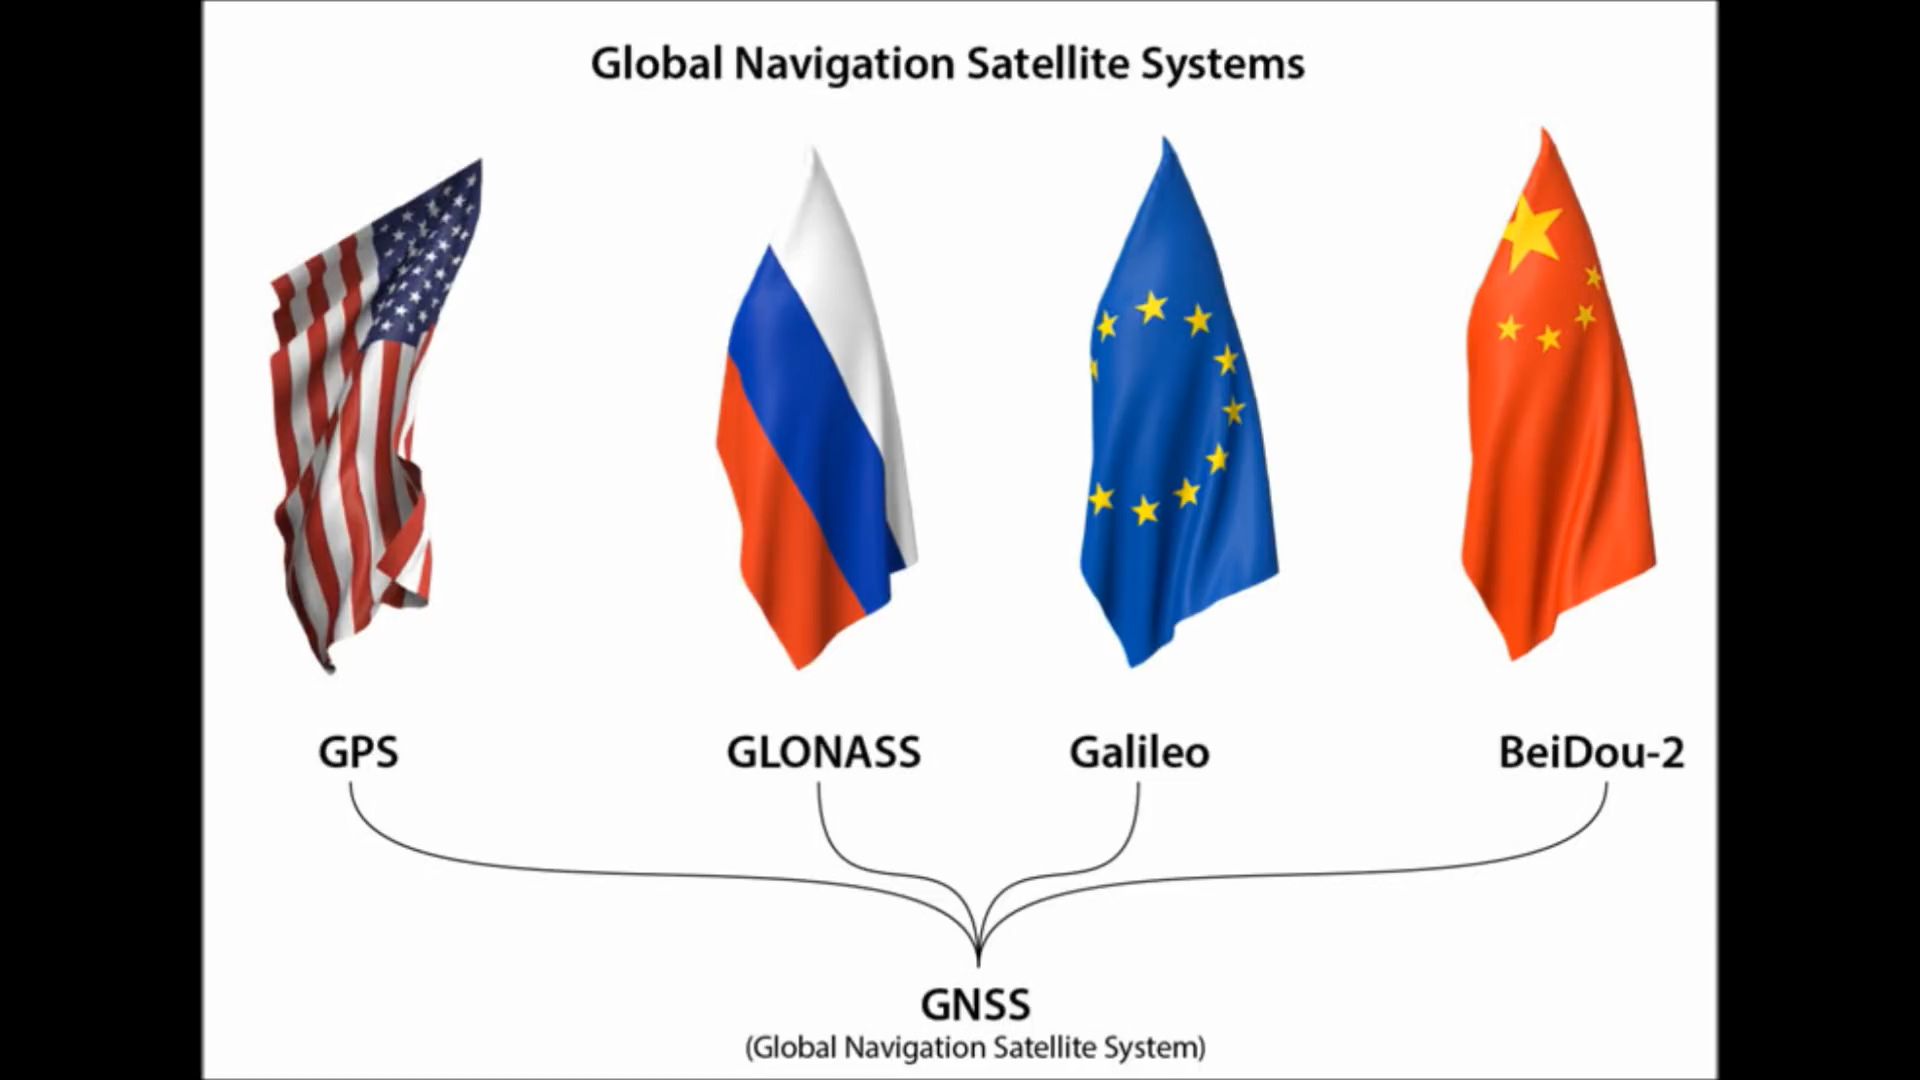 Global Navigation Satellite Systems
GPS
GLONASS
Galileo
BeiDou-2
GNSS
(Global Navigation Satellite System)